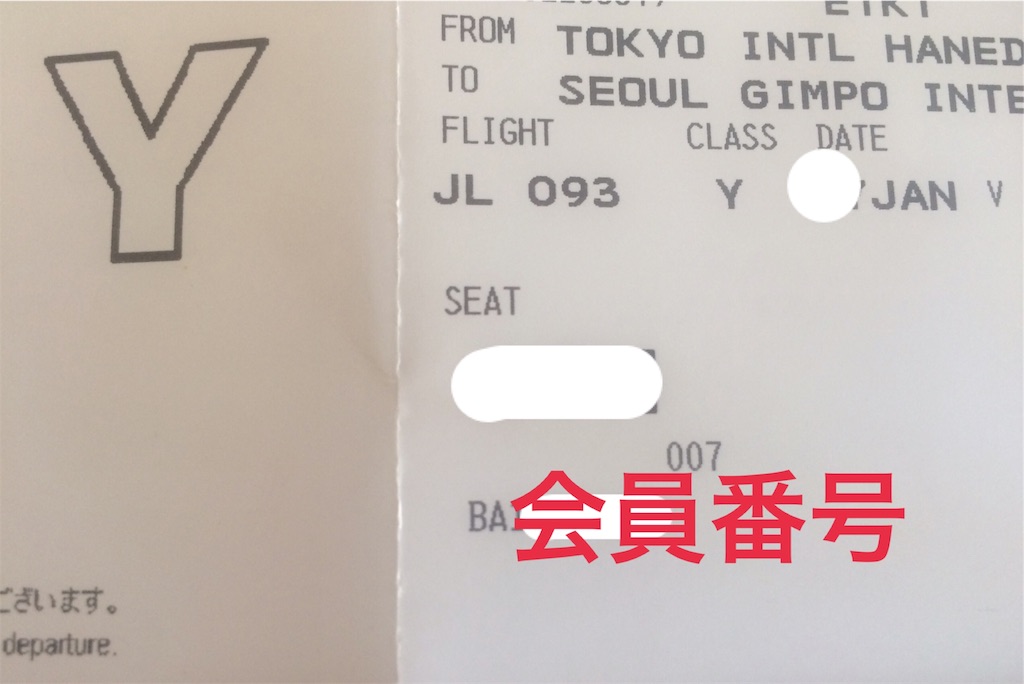 Y
ございます。
departure.
ETKT
FROM TOKYO INTL HANED
TO SEOUL GIMPO INTE
FLIGHT CLASS DATE
JL 093 Y JAN V
SEAT
007
会員番号